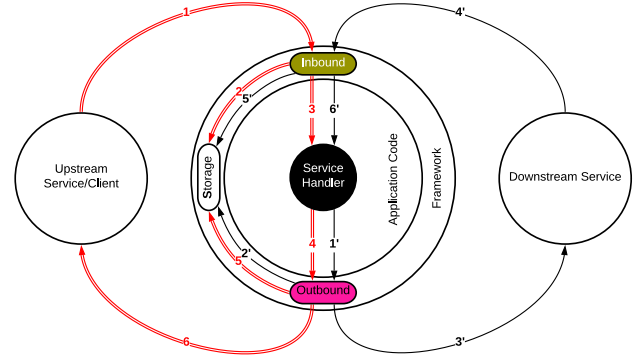 1
4'
Inbound
2
5'
3
6'
Upstream
Service/Client
Storage
Service
Handler
Application Code
Framework
Downstream Service
4
1'
2'
5
Outbound
6
3'